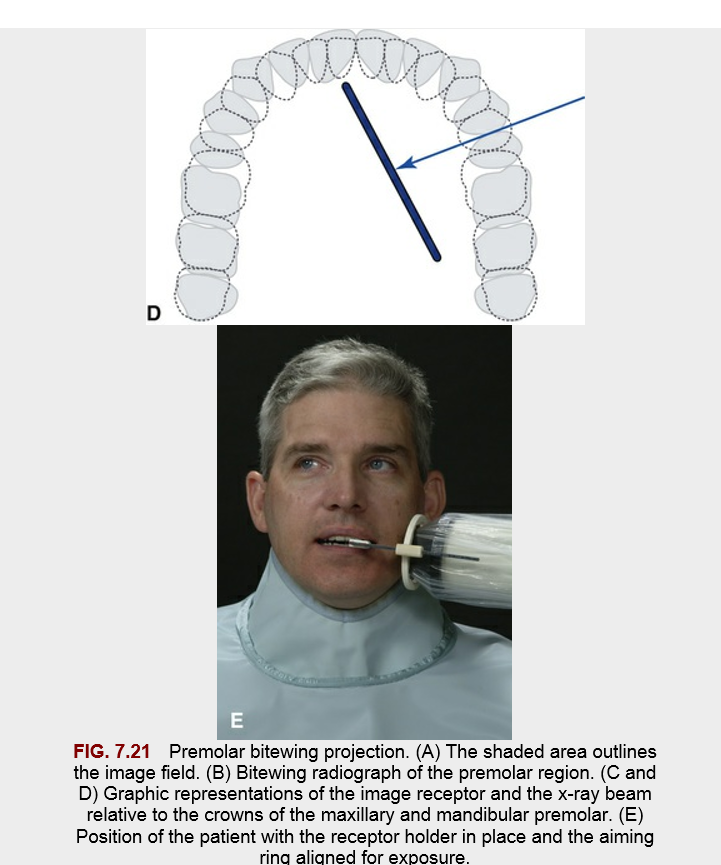 D
E
FIG. 7.21 Premolar bitewing projection. (A) The shaded area outlines
the image field. (B) Bitewing radiograph of the premolar region. (C and
D) Graphic representations of the image receptor and the x-ray beam
relative to the crowns of the maxillary and mandibular premolar. (E)
Position of the patient with the receptor holder in place and the aiming
ring aligned for exposure.